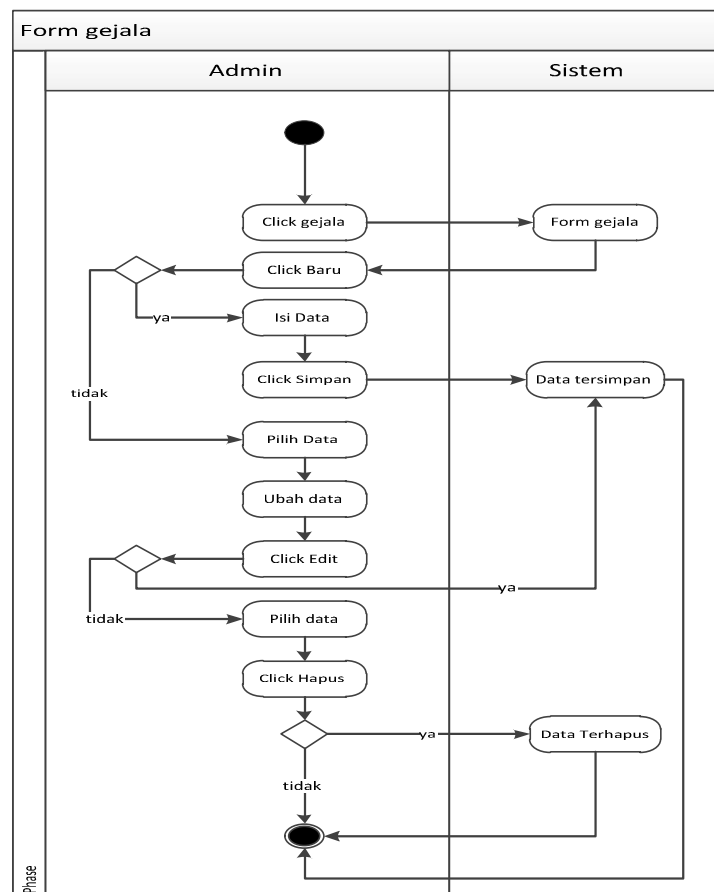 Form gejala
Admin
Sistem
Click gejala
Form gejala
Click Baru
ya
Isi Data
Click Simpan
Data tersimpan
tidak
Pilih Data
Ubah data
Click Edit
ya
tidak
Pilih data
Click Hapus
ya
Data Terhapus
tidak
Phase